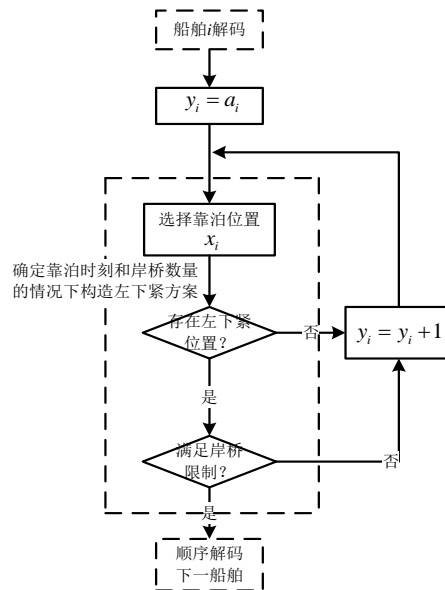 船舶i解码
y_i = a_i
选择靠泊位置
x_i
确定靠泊时刻和岸桥数量
的情况下构造左下紧方案
存在左下紧
位置？
否
y_i = y_i +1
是
满足岸桥
限制？
否
是
顺序解码
下一船舶